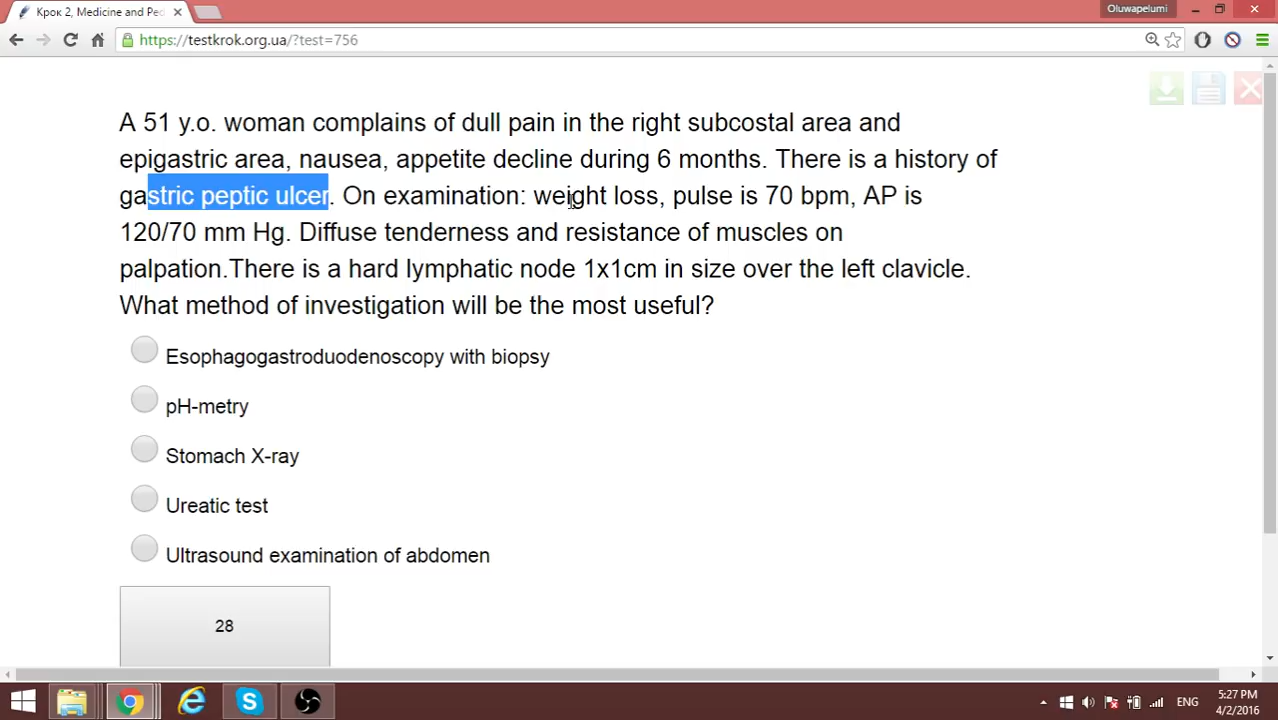 Крок 2, Medicine and Ped
Oluwapelumi
https://testkrok.org.ua/?test=756
A 51 y.o. woman complains of dull pain in the right subcostal area and
epigastric area, nausea, appetite decline during 6 months. There is a history of
gastric peptic ulcer. On examination: weight loss, pulse is 70 bpm, AP is
120/70 mm Hg. Diffuse tenderness and resistance of muscles on
palpation.There is a hard lymphatic node 1x1cm in size over the left clavicle.
What method of investigation will be the most useful?
Esophagogastroduodenoscopy with biopsy
pH-metry
Stomach X-ray
Ureatic test
Ultrasound examination of abdomen
28
ENG
5:27 PM
4/2/2016